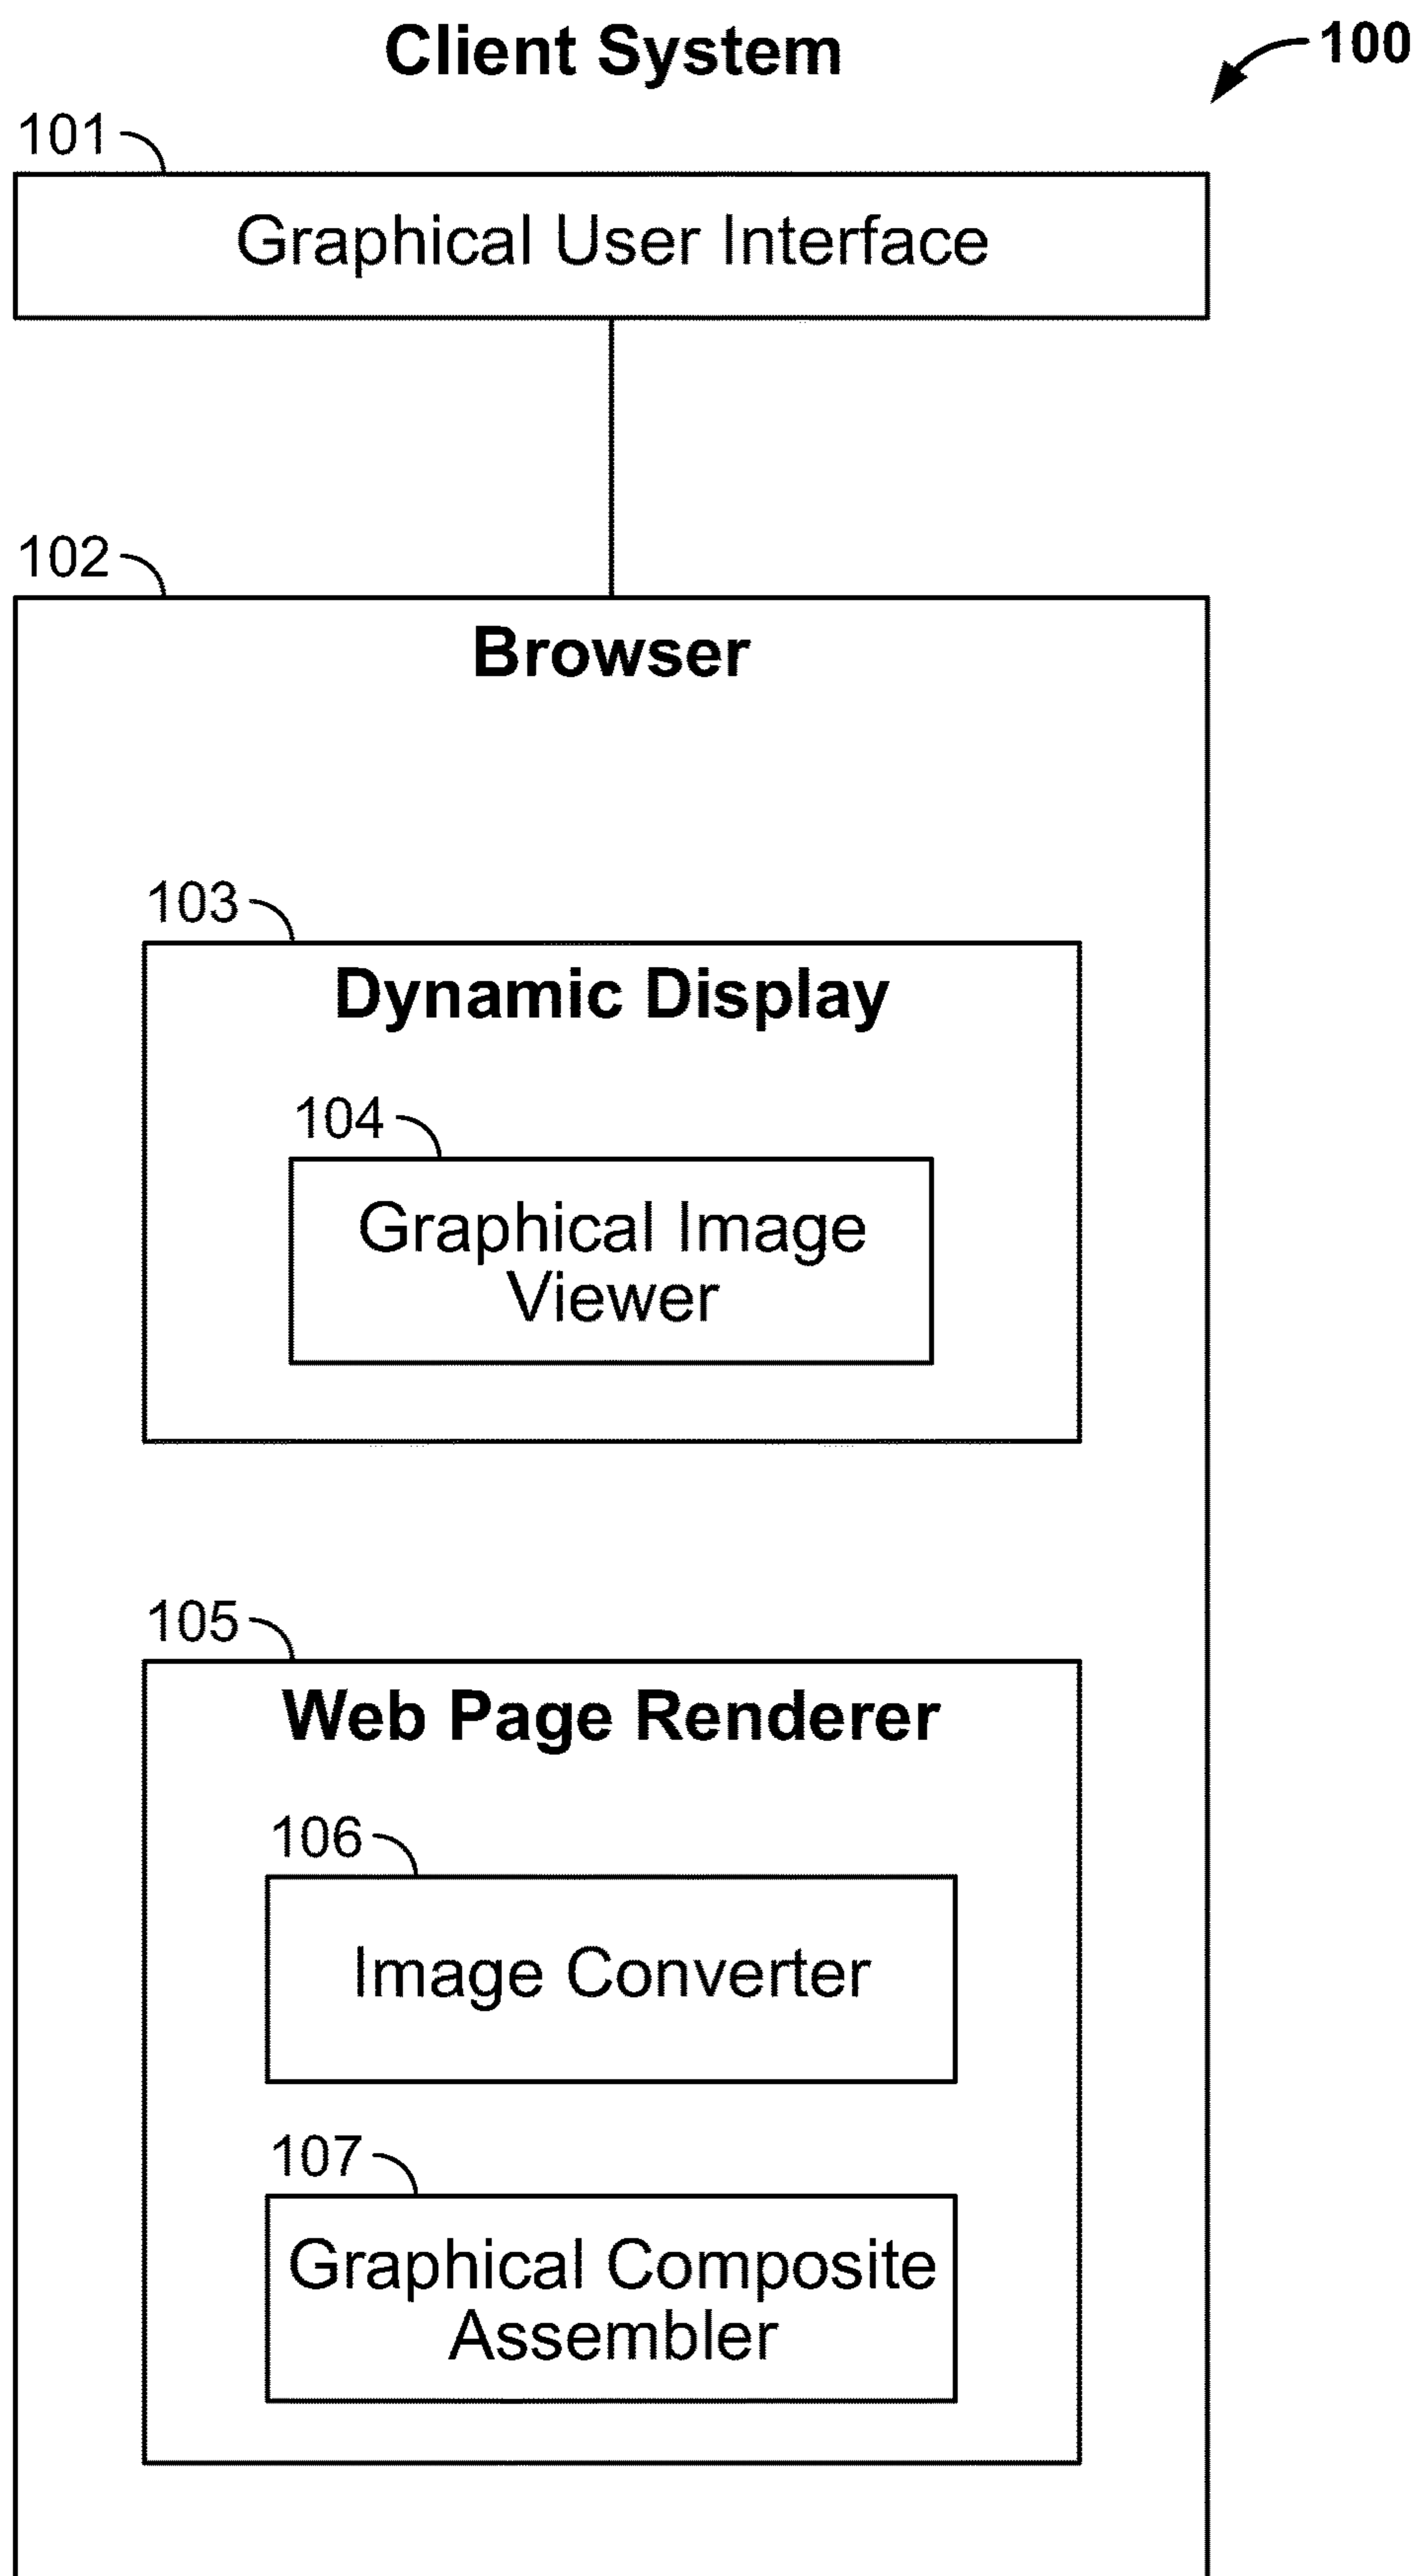 Client System
100
101
Graphical User Interface
102
Browser
103
Dynamic Display
104
Graphical Image
Viewer
105
Web Page Renderer
106
Image Converter
107
Graphical Composite
Assembler